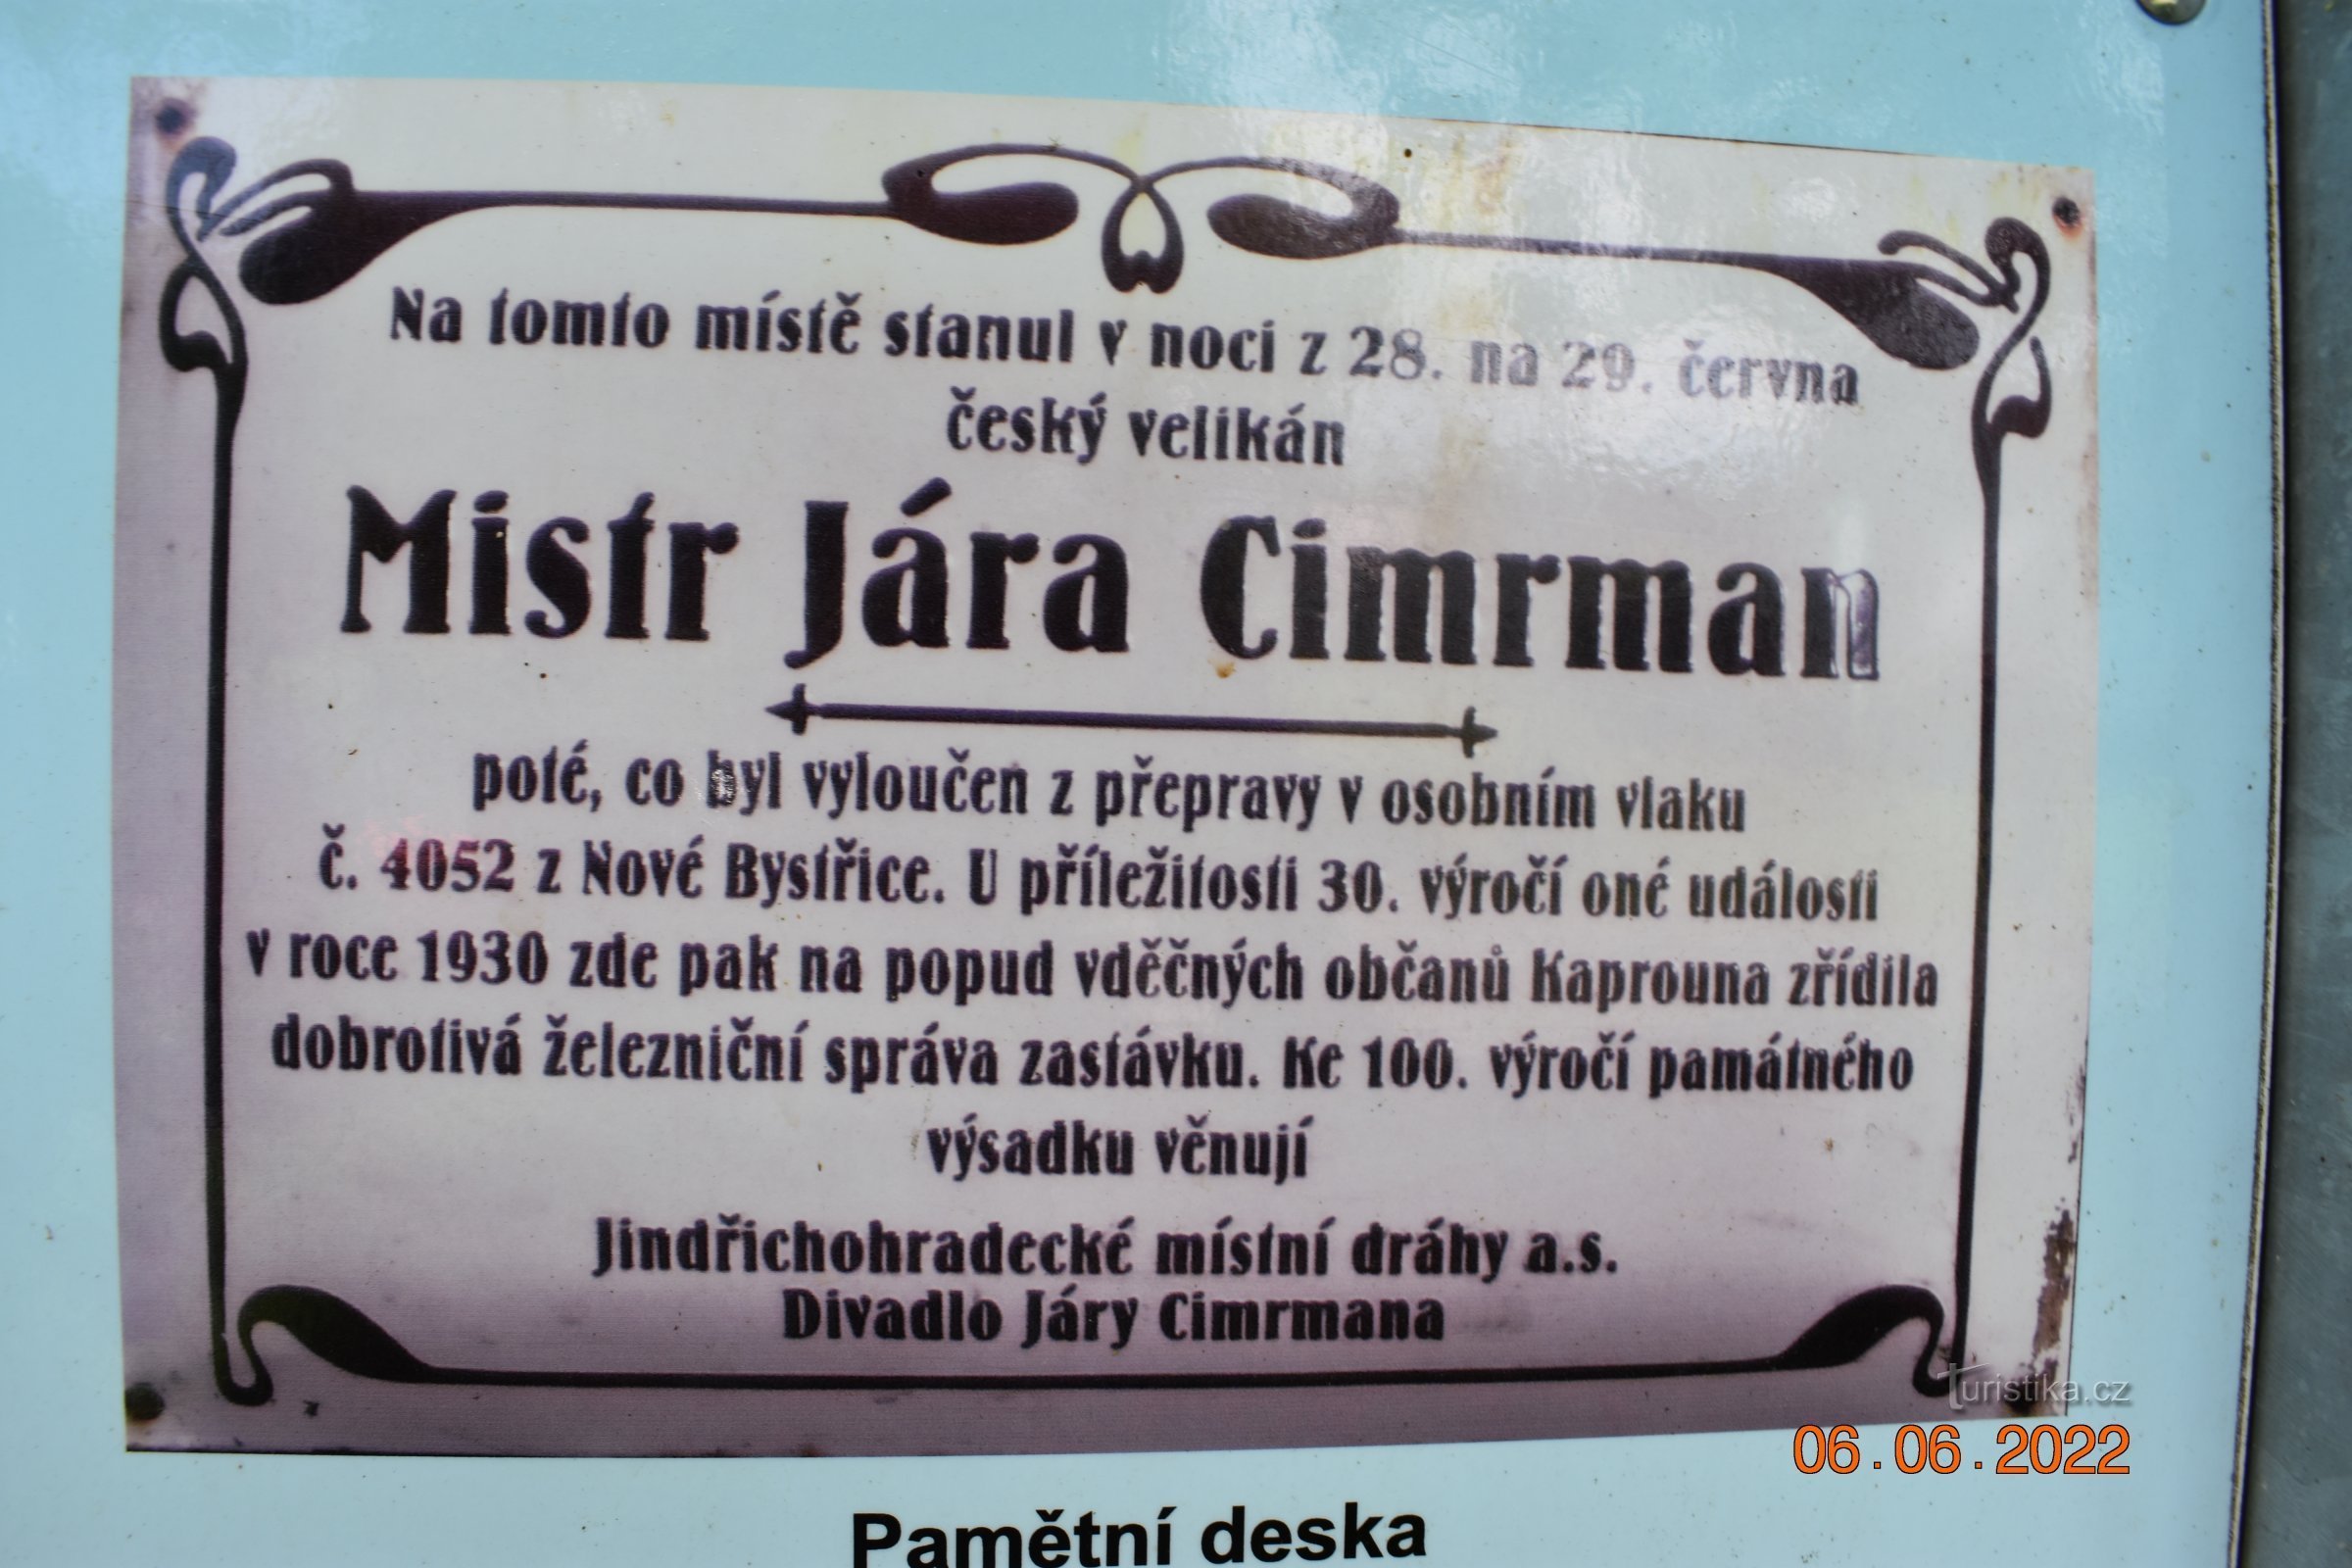 Na tomto místě stanul v noci z 28. na 29. června
český velikán
Mistr Jára Cimrman
poté, co byl vyloučen z přepravy v osobním vlaku
č. 4052 z Nové Bystřice. U příležitosti 30. výročí oné události
v roce 1930 zde pak na popud vděčných občanů Kaprouna zřídila
dobrotivá železniční správa zastávku. Ke 100. výročí památného
výsadku věnují
Jindřichohradecké místní dráhy a.s.
Divadlo Járy Cimrmana
Turistika.cz
06.06.2022
Pamětní deska